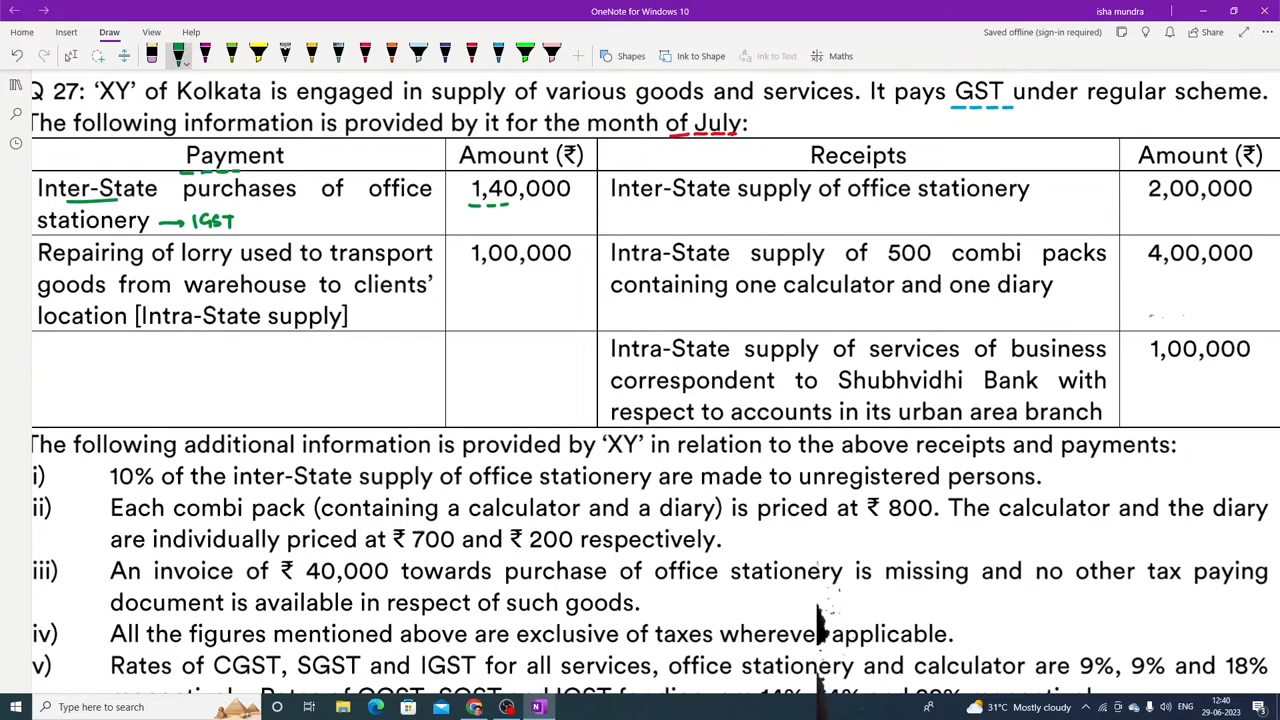 OneNote for Windows 10
isha mundra
Home Insert Draw View Help
Saved offline (sign-in required) Share
Shapes Ink to Shape Ink to Text Maths
Q 27: ‘XY’ of Kolkata is engaged in supply of various goods and services. It pays GST under regular scheme.
The following information is provided by it for the month of July:
Payment Amount (₹) Receipts Amount (₹)
Inter-State purchases of office 1,40,000 Inter-State supply of office stationery 2,00,000
stationery → IGST
Repairing of lorry used to transport 1,00,000 Intra-State supply of 500 combi packs 4,00,000
goods from warehouse to clients’ containing one calculator and one diary
location [Intra-State supply]
Intra-State supply of services of business 1,00,000
correspondent to Shubhvidhi Bank with
respect to accounts in its urban area branch
The following additional information is provided by ‘XY’ in relation to the above receipts and payments:
i) 10% of the inter-State supply of office stationery are made to unregistered persons.
ii) Each combi pack (containing a calculator and a diary) is priced at ₹ 800. The calculator and the diary
are individually priced at ₹ 700 and ₹ 200 respectively.
iii) An invoice of ₹ 40,000 towards purchase of office stationery is missing and no other tax paying
document is available in respect of such goods.
iv) All the figures mentioned above are exclusive of taxes wherever applicable.
v) Rates of CGST, SGST and IGST for all services, office stationery and calculator are 9%, 9% and 18%
Type here to search 31°C Mostly cloudy ENG 12:40
29-06-2023